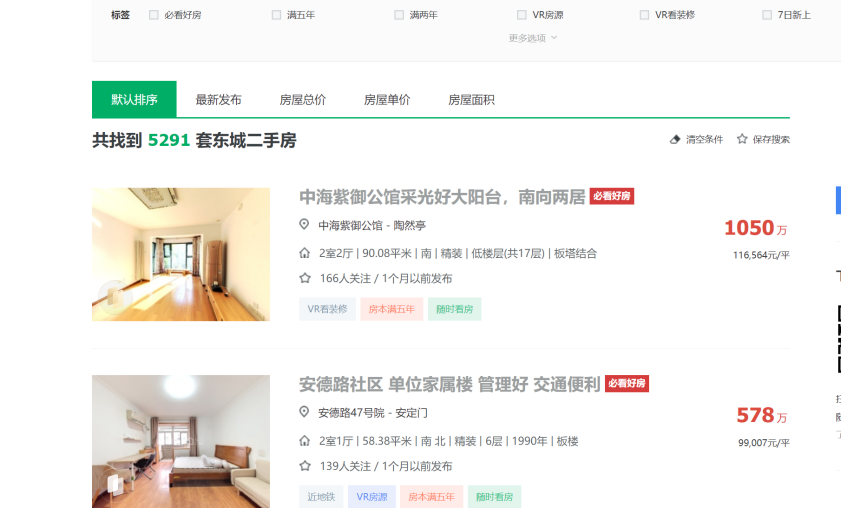 标签 必看好房 满五年 满两年 VR房源 VR看装修 7日新上
更多选项
默认排序 最新发布 房屋总价 房屋单价 房屋面积
共找到 5291 套东城二手房 清空条件 保存搜索
中海紫御公馆采光好大阳台，南向两居 必看好房
中海紫御公馆 - 陶然亭
1050万
2室2厅 | 90.08平米 | 南 | 精装 | 低楼层(共17层) | 板塔结合
116,564元/平
166人关注 / 1个月以前发布
VR看装修 房本满五年 随时看房
安德路社区 单位家属楼 管理好 交通便利 必看好房
安德路47号院 - 安定门
578万
2室1厅 | 58.38平米 | 南 北 | 精装 | 6层 | 1990年 | 板楼
99,007元/平
139人关注 / 1个月以前发布
近地铁 VR房源 房本满五年 随时看房